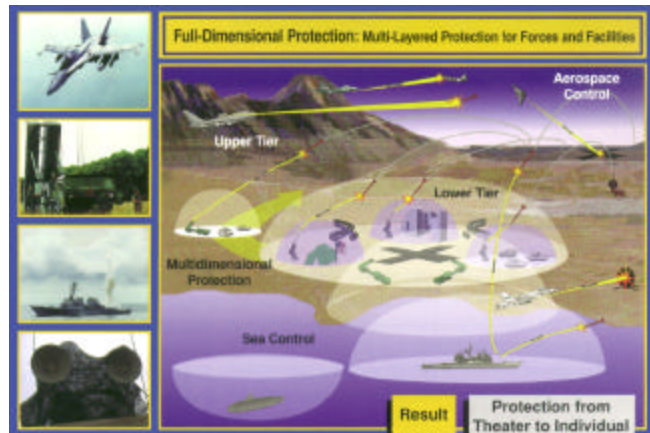 Full-Dimensional Protection: Multi-Layered Protection for Forces and Facilities
Aerospace
Control
Upper Tier
Lower Tier
Multidimensional
Protection
Sea Control
Result
Protection from
Theater to Individual